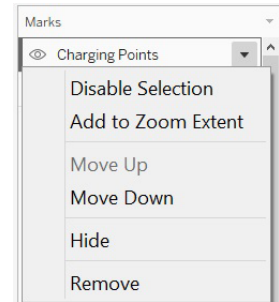 Marks
Charging Points
Disable Selection
Add to Zoom Extent
Move Up
Move Down
Hide
Remove